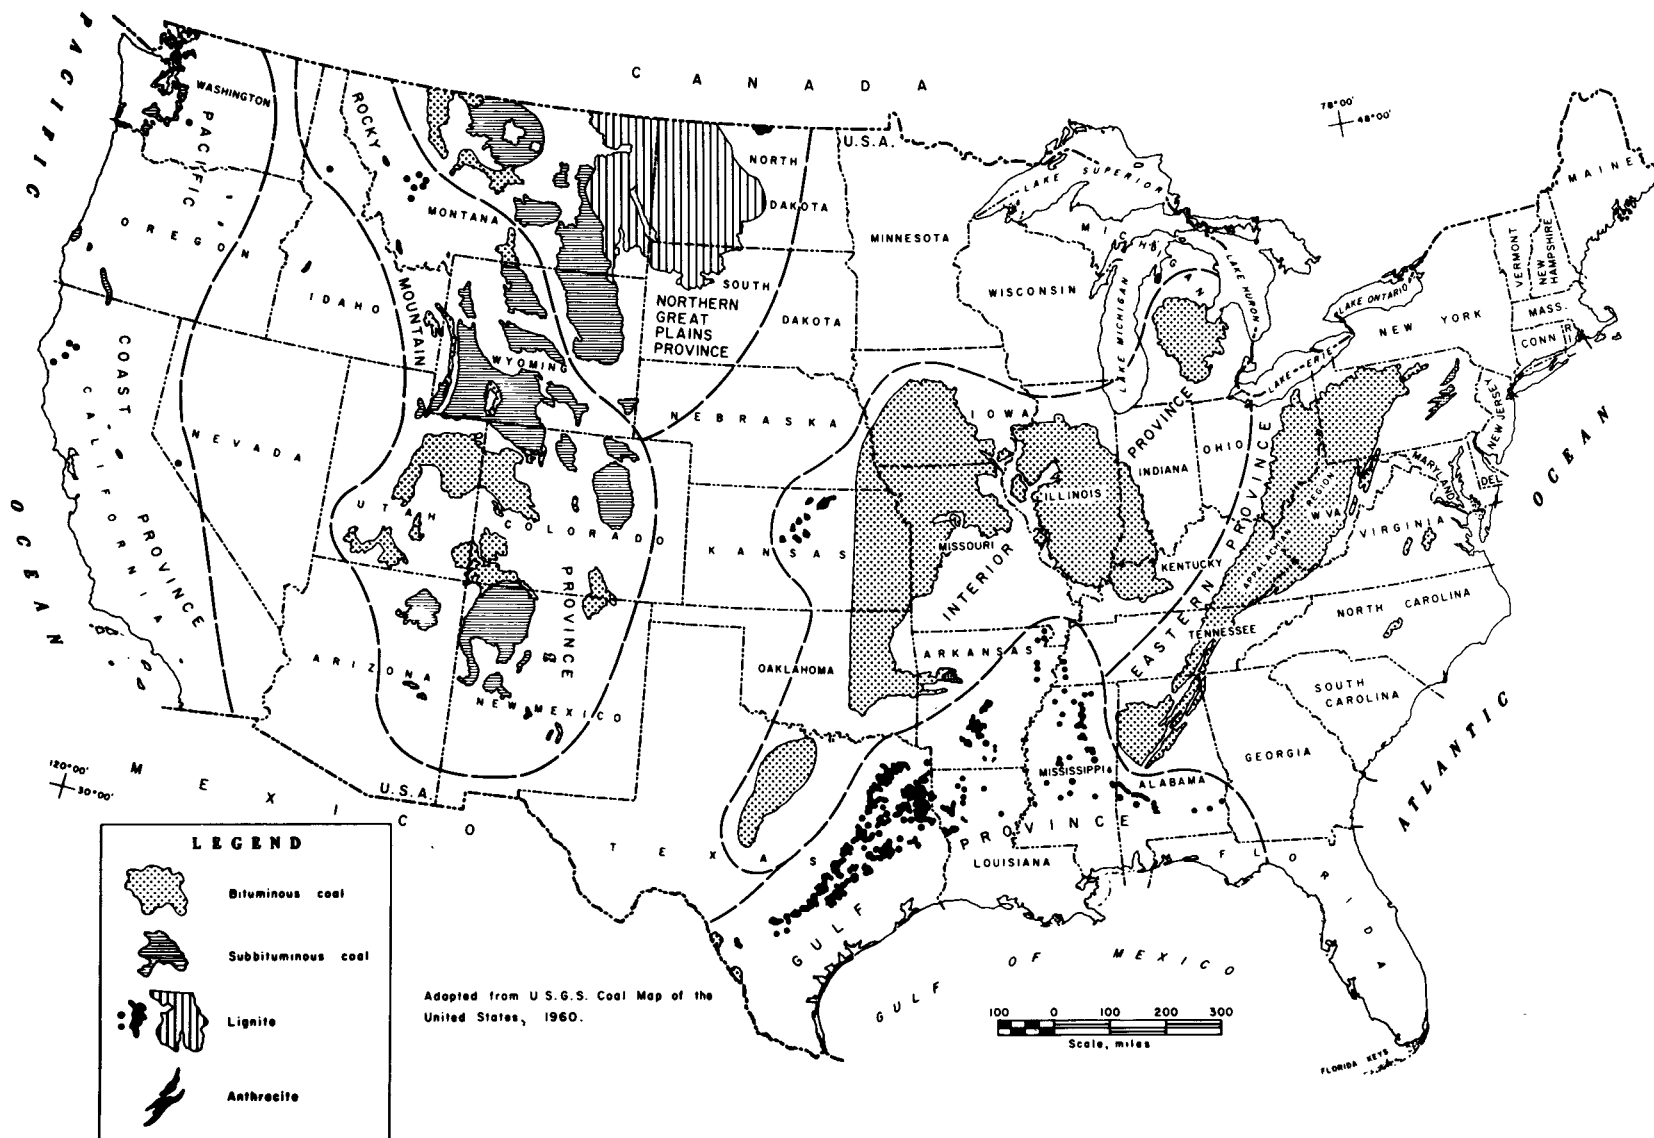 CANADA
PACIFIC
OCEAN
WASHINGTON
PACIFIC
COAST
PROVINCE
OREGON
CALIFORNIA
NEVADA
IDAHO
ROCKY
MOUNTAIN
PROVINCE
MONTANA
WYOMING
UTAH
COLORADO
ARIZONA
NEW MEXICO
NORTH
DAKOTA
SOUTH
DAKOTA
NORTHERN
GREAT
PLAINS
PROVINCE
NEBRASKA
KANSAS
OAKLAHOMA
TEXAS
U.S.A.
MINNESOTA
WISCONSIN
IOWA
MISSOURI
ARKANSAS
LOUISIANA
INTERIOR
PROVINCE
LAKE SUPERIOR
MICHIGAN
LAKE MICHIGAN
LAKE HURON
LAKE ERIE
LAKE ONTARIO
ILLINOIS
INDIANA
OHIO
KENTUCKY
TENNESSEE
MISSISSIPPI
ALABAMA
GEORGIA
FLORIDA
FLORIDA KEYS
EASTERN PROVINCE
APPALACHIAN REGION
W VA.
VIRGINIA
MARYLAND
DEL
NEW JERSEY
NEW YORK
CONN
R I
MASS.
VERMONT
NEW
HAMPSHIRE
MAINE
NORTH CAROLINA
SOUTH
CAROLINA
78°00'
48°00'
ATLANTIC
OCEAN
GULF
PROVINCE
GULF OF MEXICO
120°00'
30°00'
MEXICO
U.S.A.
LEGEND
Bituminous coal
Subbituminous coal
Lignite
Anthracite
Adapted from U S.G.S. Coal Map of the
United States, 1960.
100 0 100 200 300
Scale, miles